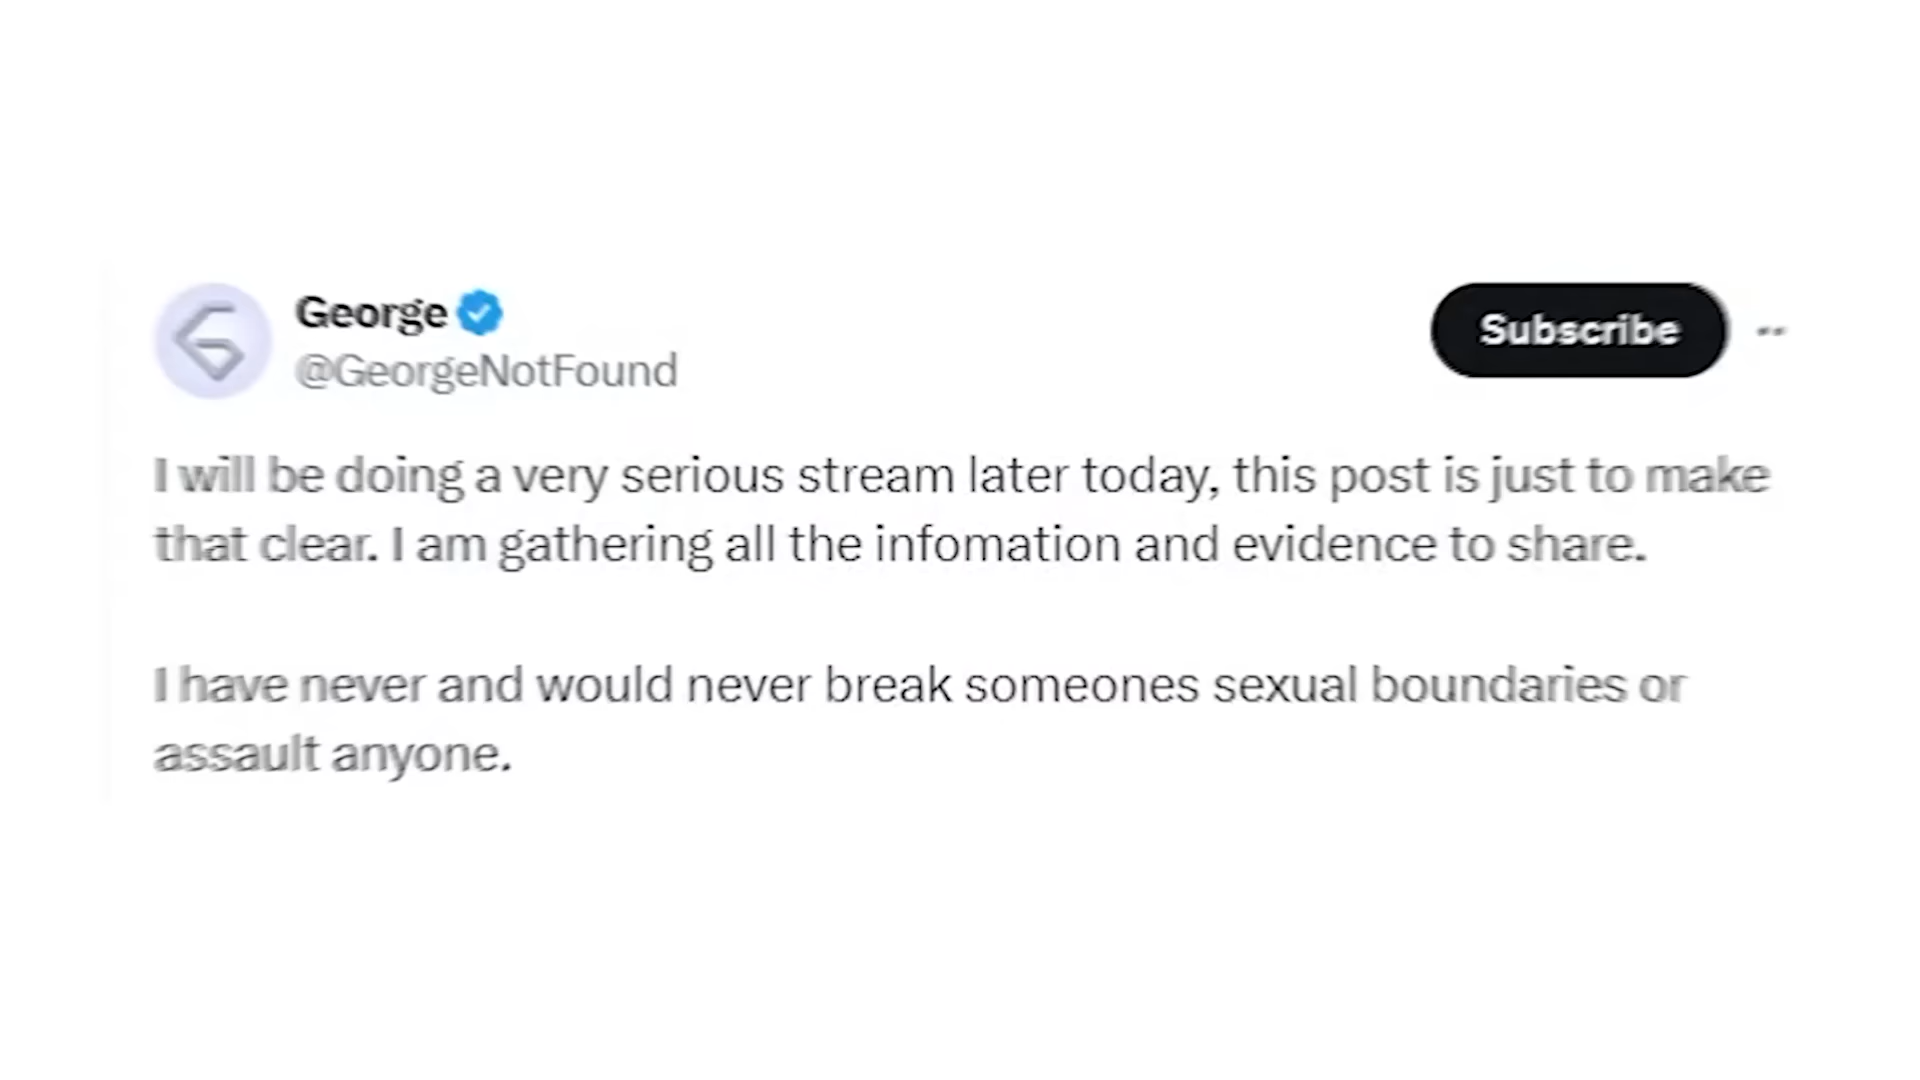 George
@GeorgeNotFound
Subscribe
I will be doing a very serious stream later today, this post is just to make
that clear. I am gathering all the infomation and evidence to share.
I have never and would never break someones sexual boundaries or
assault anyone.